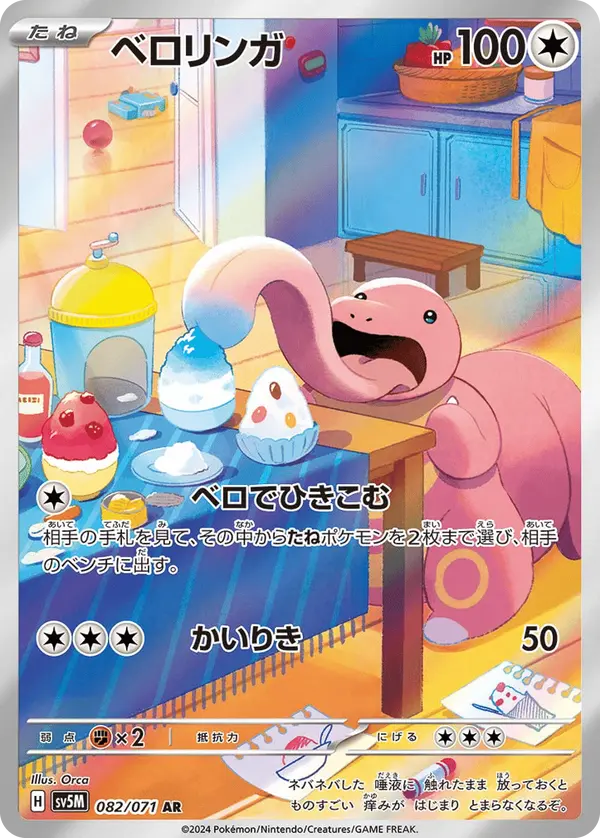 たね
ベロリンガ
HP 100
ベロでひきこむ
相手の手札を見て、その中からたねポケモンを2枚まで選び、相手
のベンチに出す。
かいりき 50
弱点 ×2 抵抗力 にげる
Illus. Orca
H sv5M 082/071 AR
ネバネバした 唾液に 触れたまま 放っておくと
ものすごい 痒みが はじまり とまらなくなるぞ。
©2024 Pokémon/Nintendo/Creatures/GAME FREAK.